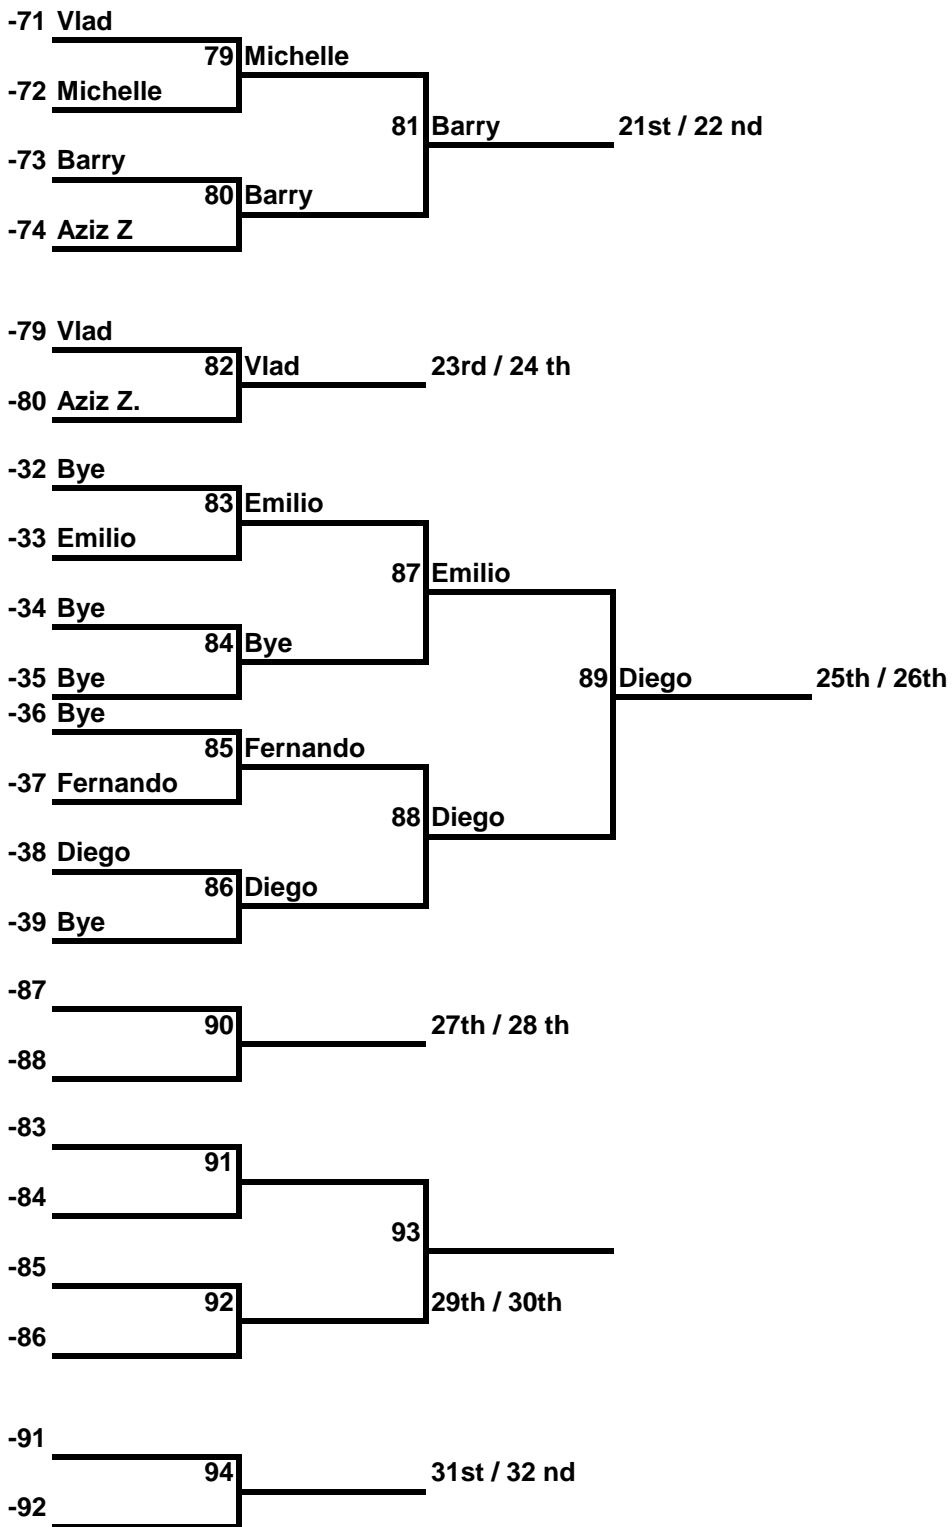 -71 Vlad
79 Michelle
-72 Michelle
81 Barry 21st / 22 nd
-73 Barry
80 Barry
-74 Aziz Z
-79 Vlad
82 Vlad 23rd / 24 th
-80 Aziz Z.
-32 Bye
83 Emilio
-33 Emilio
87 Emilio
-34 Bye
84 Bye
-35 Bye 89 Diego 25th / 26th
-36 Bye
85 Fernando
-37 Fernando
88 Diego
-38 Diego
86 Diego
-39 Bye
-87
90 27th / 28 th
-88
-83
91
-84
93
-85
92 29th / 30th
-86
-91
94 31st / 32 nd
-92